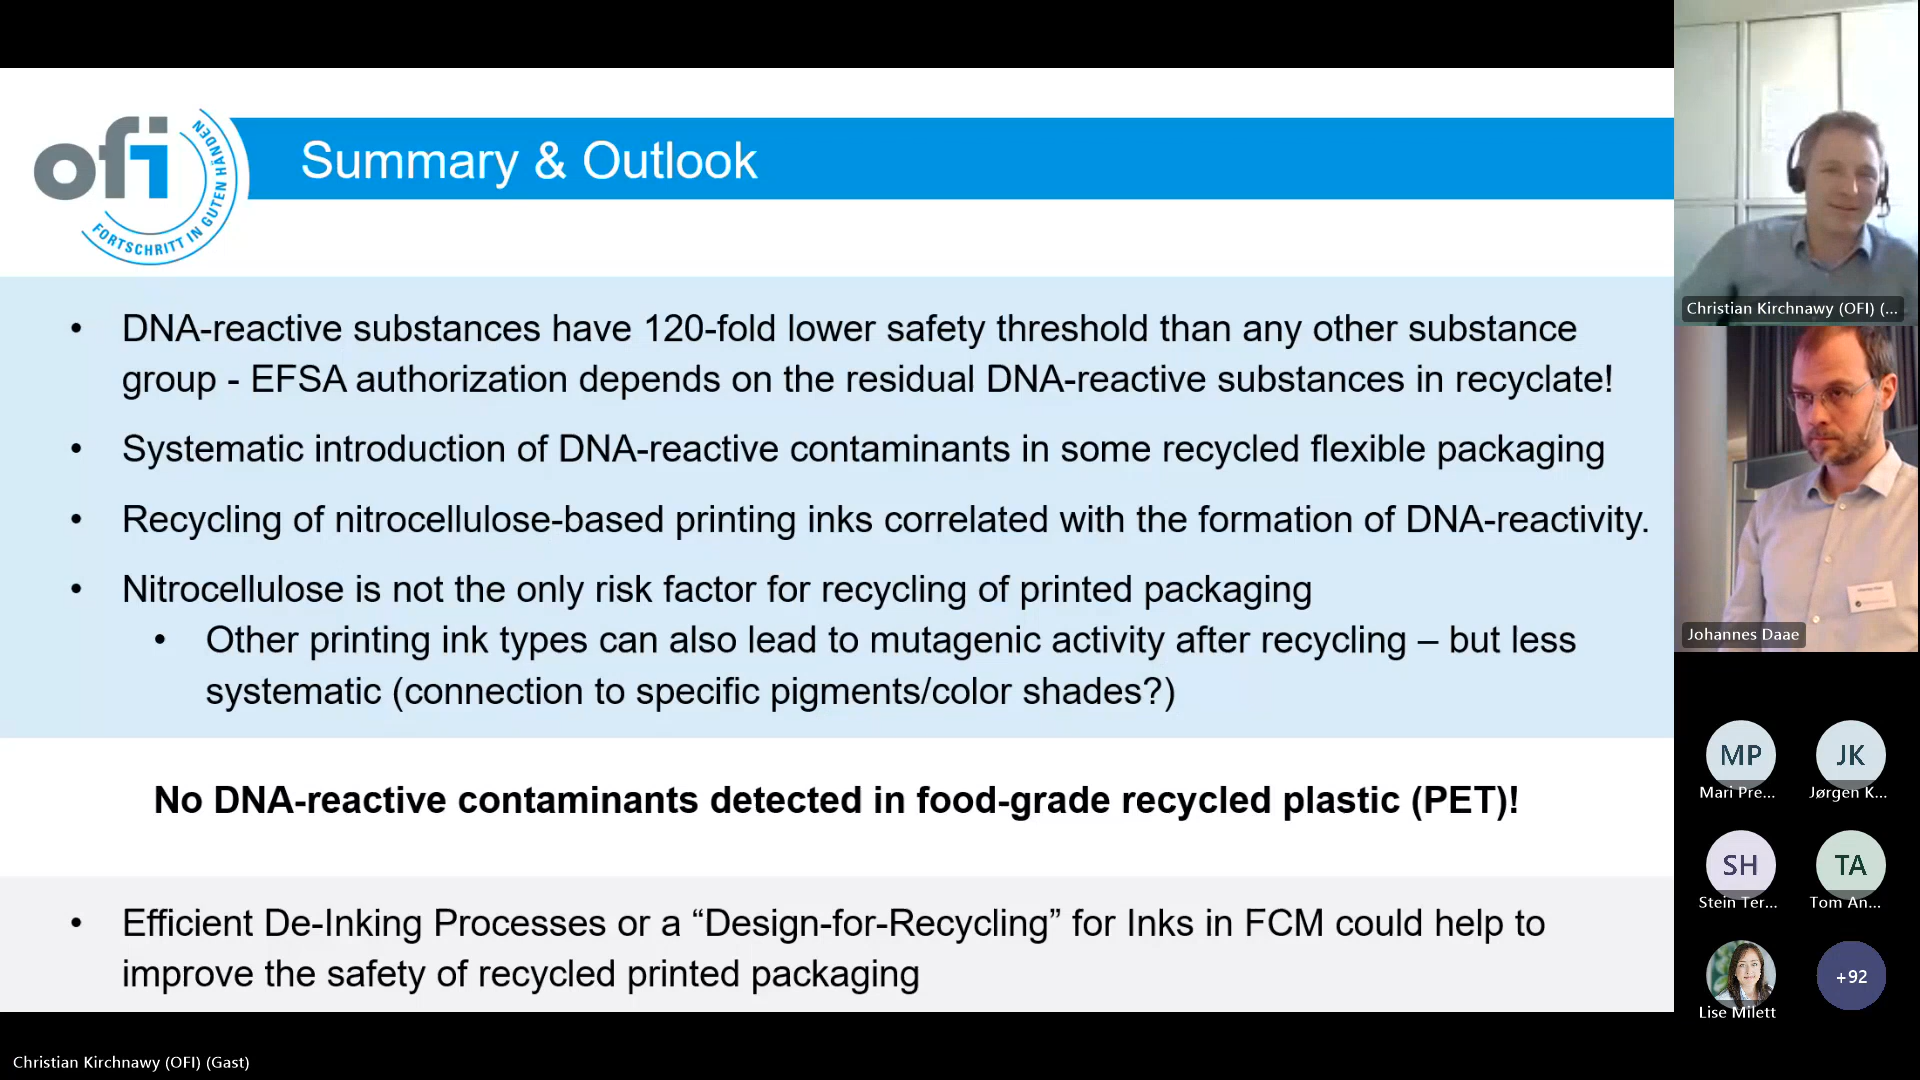 ofi
FORTSCHRITT IN GUTEN HÄNDEN
Summary & Outlook
• DNA-reactive substances have 120-fold lower safety threshold than any other substance
group - EFSA authorization depends on the residual DNA-reactive substances in recyclate!
• Systematic introduction of DNA-reactive contaminants in some recycled flexible packaging
• Recycling of nitrocellulose-based printing inks correlated with the formation of DNA-reactivity.
• Nitrocellulose is not the only risk factor for recycling of printed packaging
• Other printing ink types can also lead to mutagenic activity after recycling – but less
systematic (connection to specific pigments/color shades?)
No DNA-reactive contaminants detected in food-grade recycled plastic (PET)!
• Efficient De-Inking Processes or a “Design-for-Recycling” for Inks in FCM could help to
improve the safety of recycled printed packaging
Christian Kirchnawy (OFI) (Gast)
Christian Kirchnawy (OFI) (...
Johannes Daae
MP
Mari Pre...
JK
Jørgen K...
SH
Stein Ter...
TA
Tom An...
Lise Milett
+92